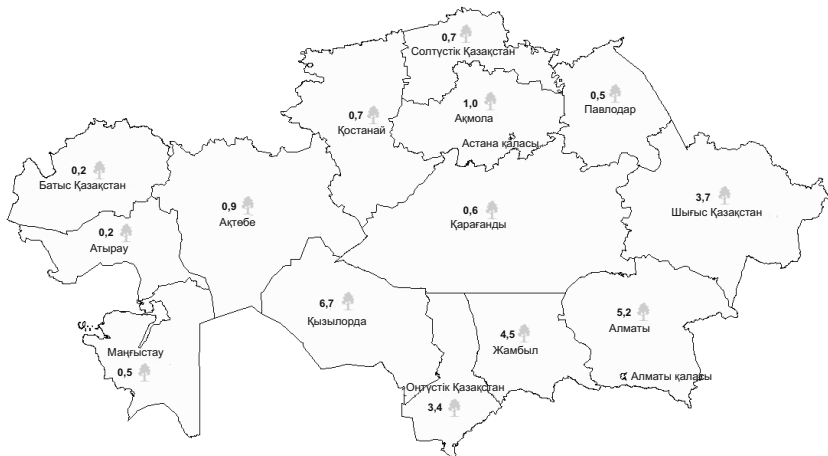 0,7
Солтүстік Қазақстан
1,0
Ақмола
Астана қаласы
0,5
Павлодар
0,7
Қостанай
0,2
Батыс Қазақстан
0,9
Ақтөбе
0,6
Қарағанды
3,7
Шығыс Қазақстан
0,2
Атырау
6,7
Қызылорда
4,5
Жамбыл
5,2
Алматы
Алматы қаласы
Маңғыстау
0,5
Оңтүстік Қазақстан
3,4